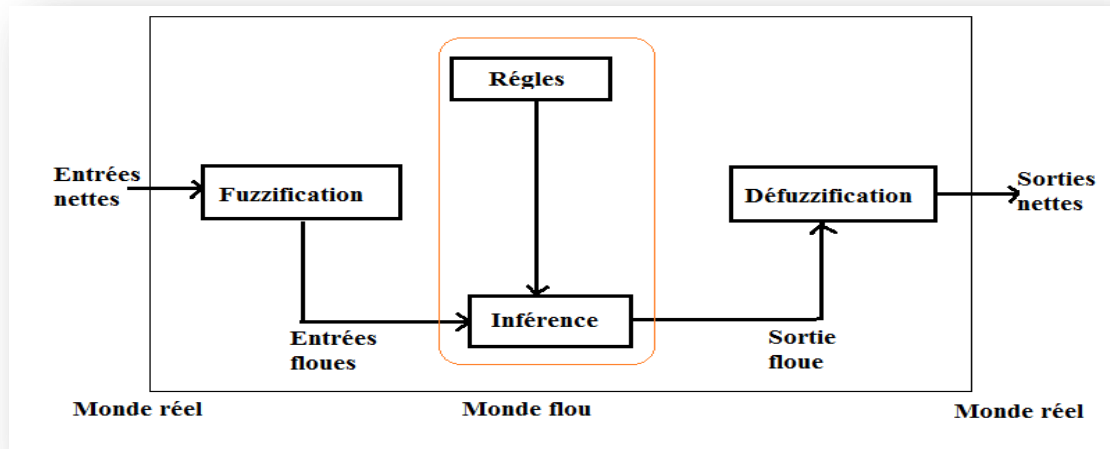 Régles
Entrées
nettes
Fuzzification
Défuzzification
Sorties
nettes
Inférence
Entrées
floues
Sortie
floue
Monde réel
Monde flou
Monde réel